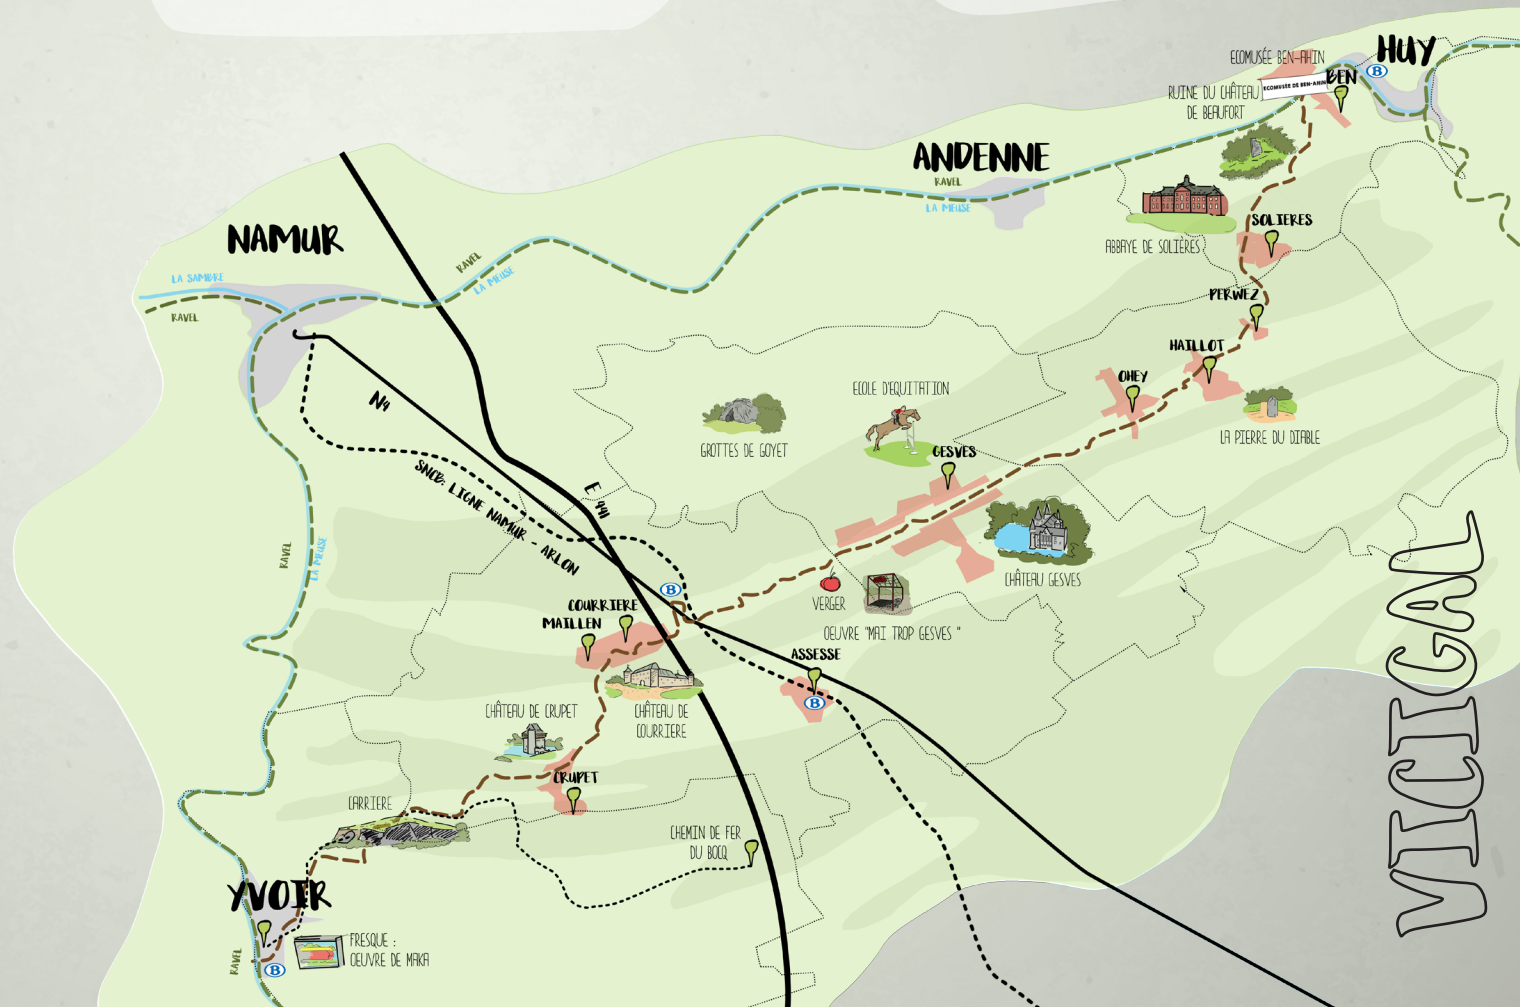 HUY
ECOMUSÉE BEN-AHIN
BEN
B
ECOMUSÉE DE BEN-AHIN
RUINE DU CHÂTEAU
DE BEAUFORT
ANDENNE
RAVEL
LA MEUSE
ABBAYE DE SOLIÈRES
SOLIERES
NAMUR
LA SAMBRE
RAVEL
RAVEL
LA MEUSE
PERWEZ
HAILLOT
OHEY
LA PIERRE DU DIABLE
N4
ECOLE D'EQUITATION
GROTTES DE GOYET
GESVES
SNCB: LIGNE NAMUR - ARLON
E 411
CHÂTEAU GESVES
RAVEL
LA MEUSE
B
VERGER
OEUVRE "MAI TROP GESVES "
COURRIERE
MAILLEN
ASSESSE
B
CHÂTEAU DE
COURRIERE
CHÂTEAU DE CRUPET
CRUPET
CARRIERE
CHEMIN DE FER
DU BOCQ
YVOIR
FRESQUE :
OEUVRE DE MAKA
RAVEL
B
VICIGAL